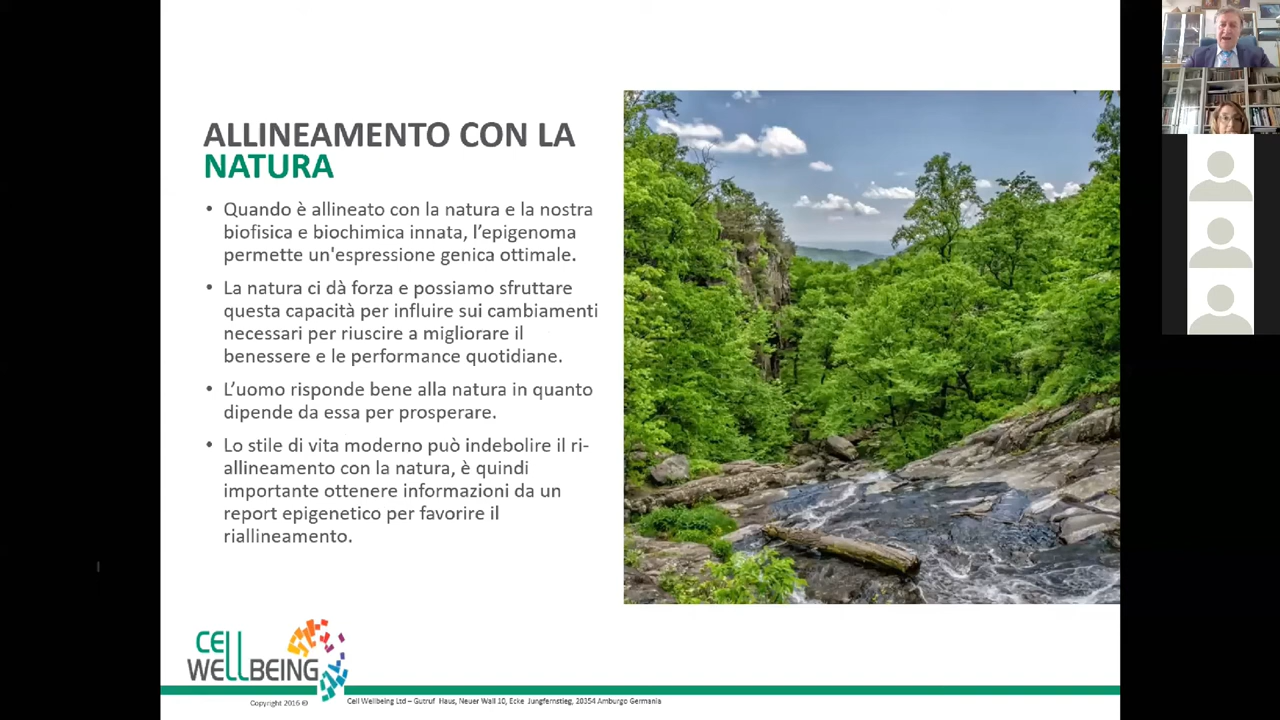 ALLINEAMENTO CON LA
NATURA
• Quando è allineato con la natura e la nostra
biofisica e biochimica innata, l’epigenoma
permette un'espressione genica ottimale.
• La natura ci dà forza e possiamo sfruttare
questa capacità per influire sui cambiamenti
necessari per riuscire a migliorare il
benessere e le performance quotidiane.
• L’uomo risponde bene alla natura in quanto
dipende da essa per prosperare.
• Lo stile di vita moderno può indebolire il ri-
allineamento con la natura, è quindi
importante ottenere informazioni da un
report epigenetico per favorire il
riallineamento.
CELL
WELLBEING
Copyright 2016 ©
Cell Wellbeing Ltd – Gutruf Haus, Neuer Wall 10, Ecke Jungfernstieg, 20354 Amburgo Germania